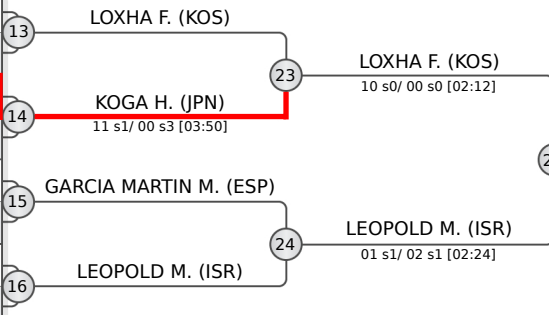 LOXHA F. (KOS)
13
LOXHA F. (KOS)
23
10 s0/ 00 s0 [02:12]
KOGA H. (JPN)
14
11 s1/ 00 s3 [03:50]
GARCIA MARTIN M. (ESP)
15
LEOPOLD M. (ISR)
24
01 s1/ 02 s1 [02:24]
LEOPOLD M. (ISR)
16